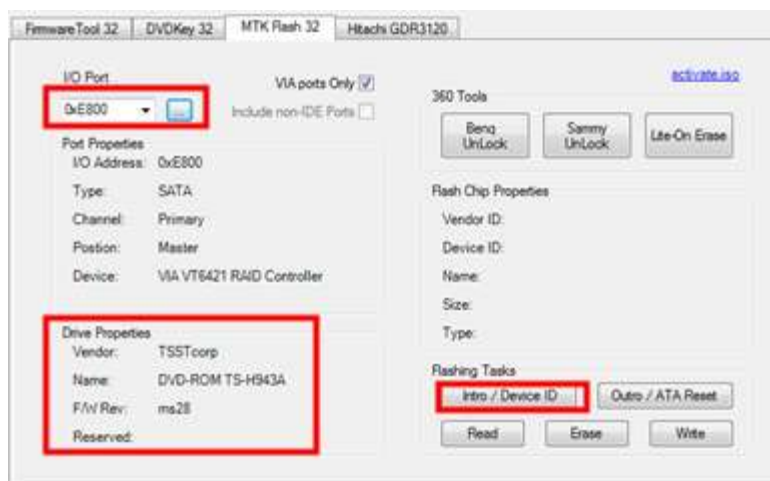 FirmwareTool 32 DVDKey 32 MTK Flash 32 Hitachi GDR3120
I/O Port
VIA ports Only
activate.iso
0xE800
...
Include non-IDE Ports
360 Tools
Benq UnLock
Sammy UnLock
Lite-On Erase
Port Properties
I/O Address: 0xE800
Type: SATA
Channel: Primary
Postion: Master
Device: VIA VT6421 RAID Controller
Flash Chip Properties
Vendor ID:
Device ID:
Name:
Size:
Type:
Drive Properties
Vendor: TSSTcorp
Name: DVD-ROM TS-H943A
F/W Rev: ms28
Reserved:
Flashing Tasks
Intro / Device ID
Outro / ATA Reset
Read
Erase
Write